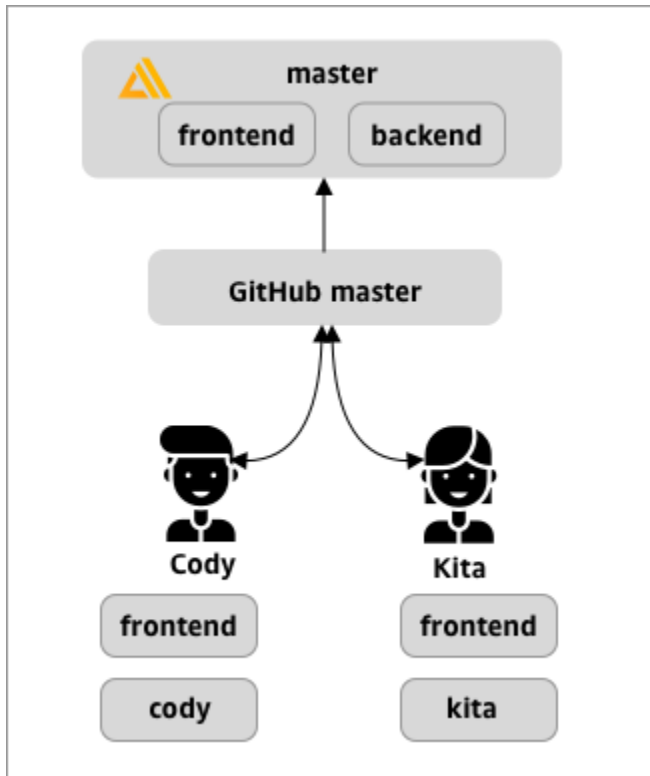 master
frontend backend
GitHub master
Cody Kita
frontend frontend
cody kita